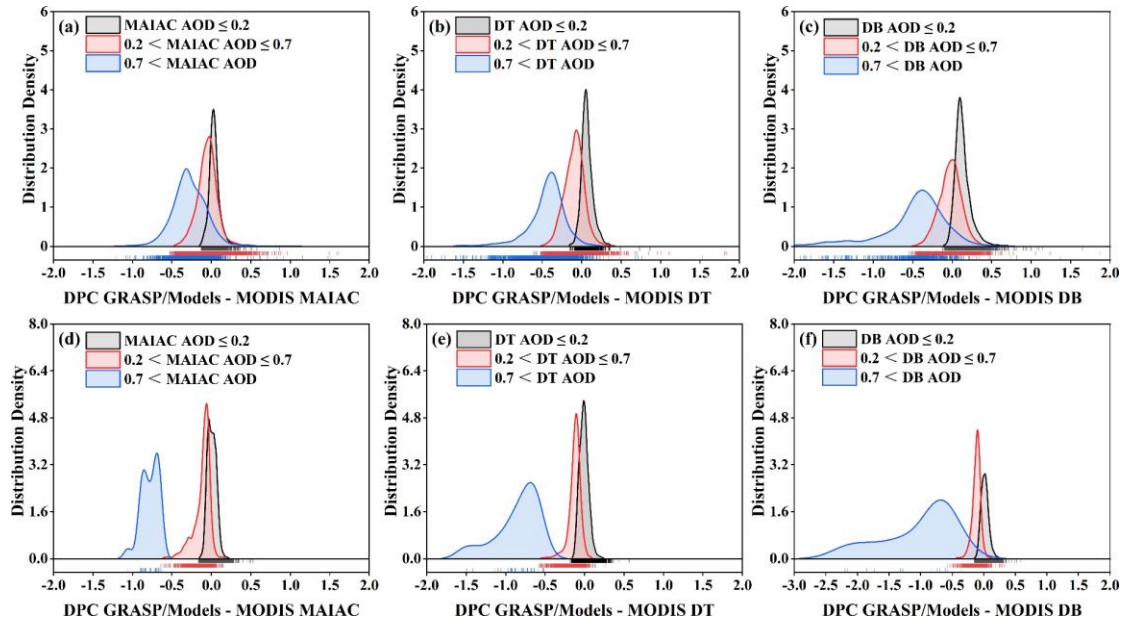 (a) MAIAC AOD ≤ 0.2
0.2 < MAIAC AOD ≤ 0.7
0.7 < MAIAC AOD
Distribution Density
6
5
4
3
2
1
0
-2.0 -1.5 -1.0 -0.5 0.0 0.5 1.0 1.5 2.0
DPC GRASP/Models - MODIS MAIAC
(b) DT AOD ≤ 0.2
0.2 < DT AOD ≤ 0.7
0.7 < DT AOD
Distribution Density
6
5
4
3
2
1
0
-2.0 -1.5 -1.0 -0.5 0.0 0.5 1.0 1.5 2.0
DPC GRASP/Models - MODIS DT
(c) DB AOD ≤ 0.2
0.2 < DB AOD ≤ 0.7
0.7 < DB AOD
Distribution Density
6
5
4
3
2
1
0
-2.0 -1.5 -1.0 -0.5 0.0 0.5 1.0 1.5 2.0
DPC GRASP/Models - MODIS DB
(d) MAIAC AOD ≤ 0.2
0.2 < MAIAC AOD ≤ 0.7
0.7 < MAIAC AOD
Distribution Density
8.0
6.4
4.8
3.2
1.6
0.0
-2.0 -1.5 -1.0 -0.5 0.0 0.5 1.0 1.5 2.0
DPC GRASP/Models - MODIS MAIAC
(e) DT AOD ≤ 0.2
0.2 < DT AOD ≤ 0.7
0.7 < DT AOD
Distribution Density
8.0
6.4
4.8
3.2
1.6
0.0
-2.0 -1.5 -1.0 -0.5 0.0 0.5 1.0 1.5 2.0
DPC GRASP/Models - MODIS DT
(f) DB AOD ≤ 0.2
0.2 < DB AOD ≤ 0.7
0.7 < DB AOD
Distribution Density
8.0
6.4
4.8
3.2
1.6
0.0
-3.0 -2.5 -2.0 -1.5 -1.0 -0.5 0.0 0.5 1.0 1.5 2.0
DPC GRASP/Models - MODIS DB